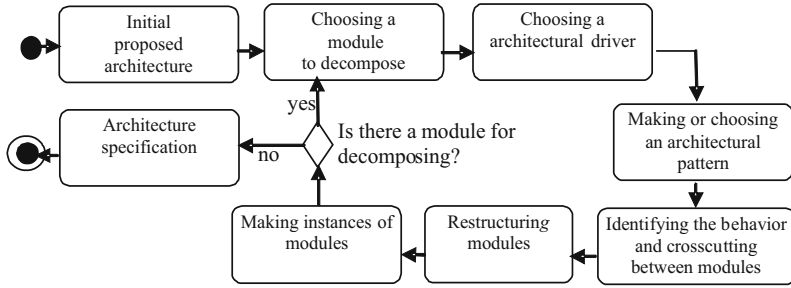 Initial
proposed
architecture
Choosing a
module
to decompose
Choosing a
architectural driver
Making or choosing
an architectural
pattern
Identifying the behavior
and crosscutting
between modules
Restructuring
modules
Making instances of
modules
Is there a module for
decomposing?
yes
no
Architecture
specification